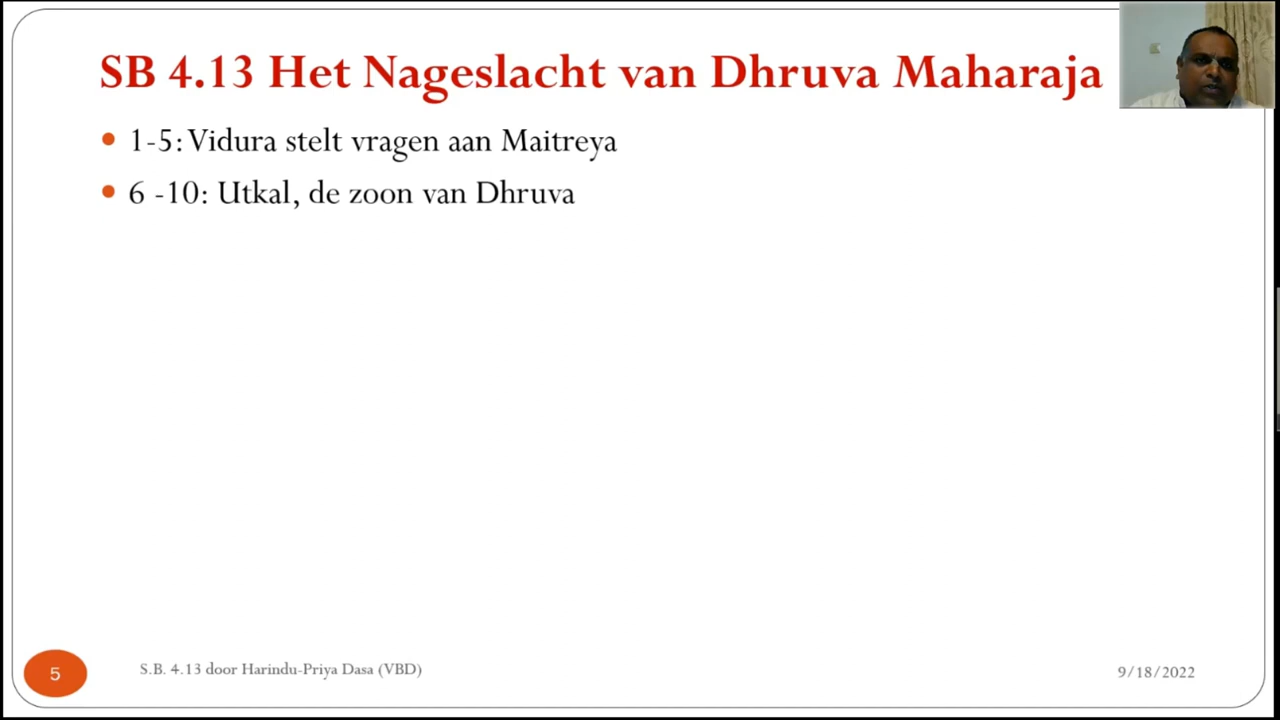 SB 4.13 Het Nageslacht van Dhruva Maharaja
1-5: Vidura stelt vragen aan Maitreya
6 -10: Utkal, de zoon van Dhruva
5
S.B. 4.13 door Harindu-Priya Dasa (VBD)
9/18/2022